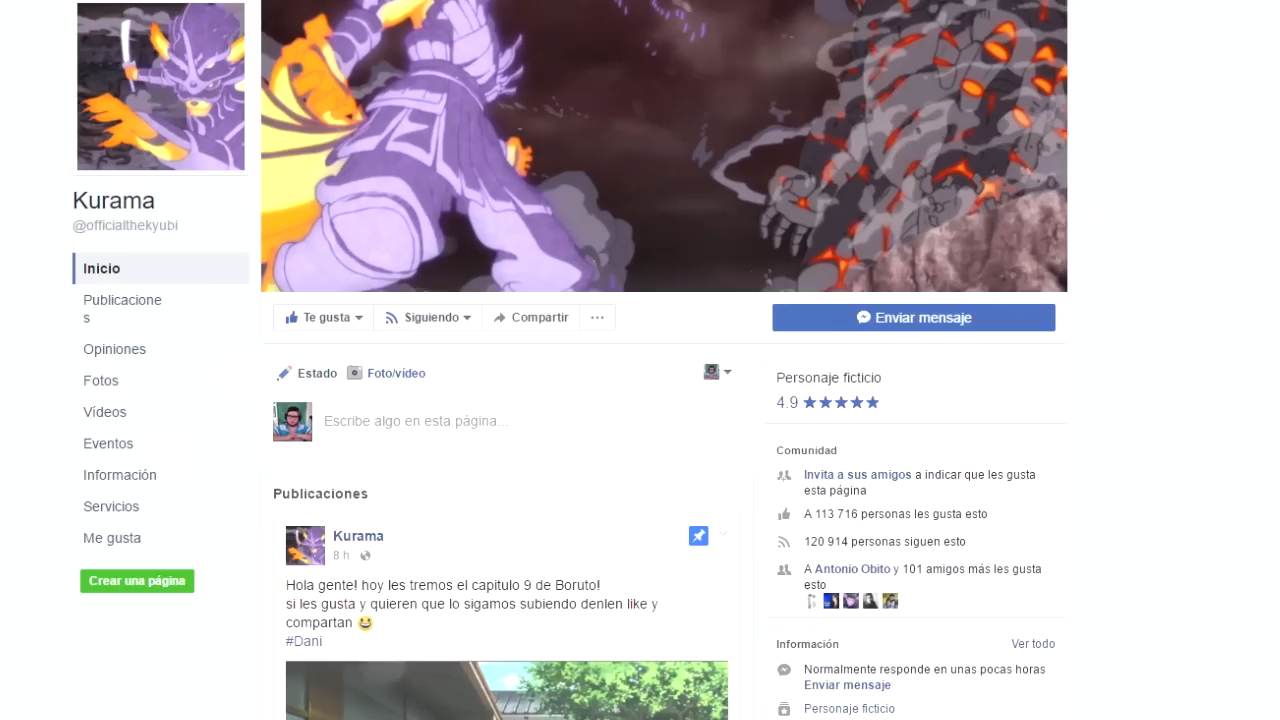 Kurama
@officialthekyubi
Inicio
Publicacione
s
Opiniones
Fotos
Vídeos
Eventos
Información
Servicios
Me gusta
Crear una página
Te gusta
Siguiendo
Compartir
Enviar mensaje
Estado
Foto/vídeo
Escribe algo en esta página...
Publicaciones
Kurama
8 h
Hola gente! hoy les tremos el capitulo 9 de Boruto!
si les gusta y quieren que lo sigamos subiendo denlen like y
compartan 😀
#Dani
Personaje ficticio
4.9 ★★★★★
Comunidad
Invita a sus amigos a indicar que les gusta
esta página
A 113 716 personas les gusta esto
120 914 personas siguen esto
A Antonio Obito y 101 amigos más les gusta
esto
Información
Ver todo
Normalmente responde en unas pocas horas
Enviar mensaje
Personaje ficticio